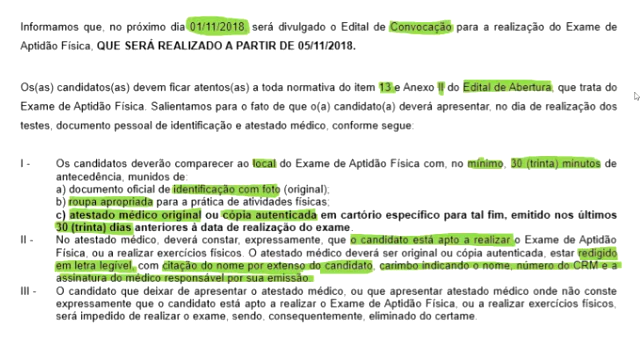 Informamos que, no próximo dia 01/11/2018, será divulgado o Edital de Convocação para a realização do Exame de
Aptidão Física, QUE SERÁ REALIZADO A PARTIR DE 05/11/2018.
Os(as) candidatos(as) devem ficar atentos(as) a toda normativa do item 13 e Anexo II do Edital de Abertura, que trata do
Exame de Aptidão Física. Salientamos para o fato de que o(a) candidato(a) deverá apresentar, no dia de realização dos
testes, documento pessoal de identificação e atestado médico, conforme segue:
I - Os candidatos deverão comparecer ao local do Exame de Aptidão Física com, no mínimo, 30 (trinta) minutos de
antecedência, munidos de:
a) documento oficial de identificação com foto (original);
b) roupa apropriada para a prática de atividades físicas;
c) atestado médico original ou cópia autenticada em cartório específico para tal fim, emitido nos últimos
30 (trinta) dias anteriores á data de realização do exame.
II - No atestado médico, deverá constar, expressamente, que o candidato está apto a realizar o Exame de Aptidão
Física, ou a realizar exercícios físicos. O atestado médico deverá ser original ou cópia autenticada, estar redigido
em letra legível, com citação do nome por extenso do candidato, carimbo indicando o nome, número do CRM e a
assinatura do médico responsável por sua emissão.
III - O candidato que deixar de apresentar o atestado médico, ou que apresentar atestado médico onde não conste
expressamente que o candidato está apto a realizar o Exame de Aptidão Física, ou a realizar exercícios físicos,
será impedido de realizar o exame, sendo, consequentemente, eliminado do certame.